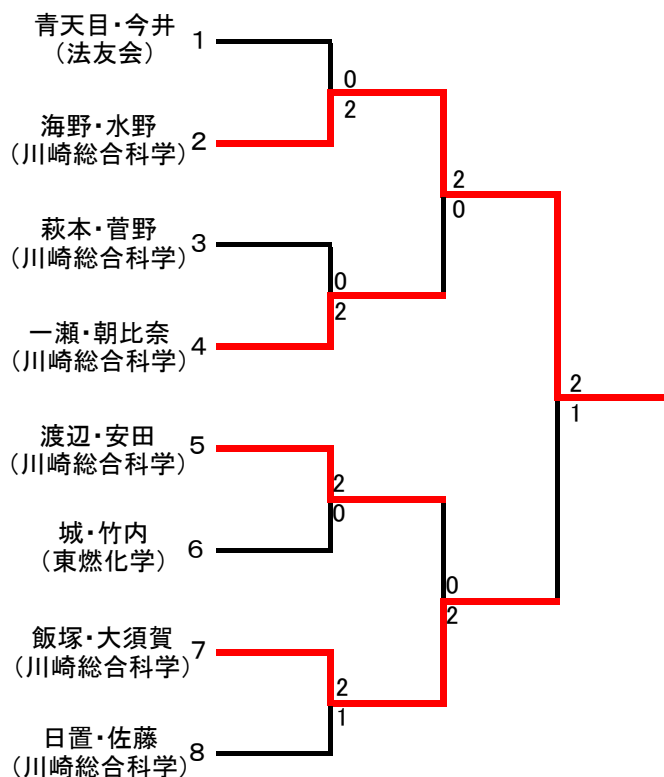 青天目・今井 1
(法友会)
0
2
海野・水野 2
(川崎総合科学)
2
0
萩本・菅野 3
(川崎総合科学)
0
2
一瀬・朝比奈 4
(川崎総合科学)
2
1
渡辺・安田 5
(川崎総合科学)
2
0
城・竹内 6
(東燃化学)
0
2
飯塚・大須賀 7
(川崎総合科学)
2
1
日置・佐藤 8
(川崎総合科学)